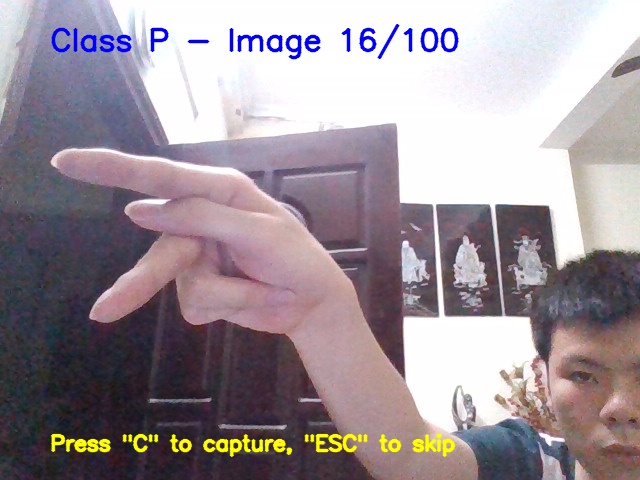 Class P - Image 16/100
Press "C" to capture, "ESC" to skip